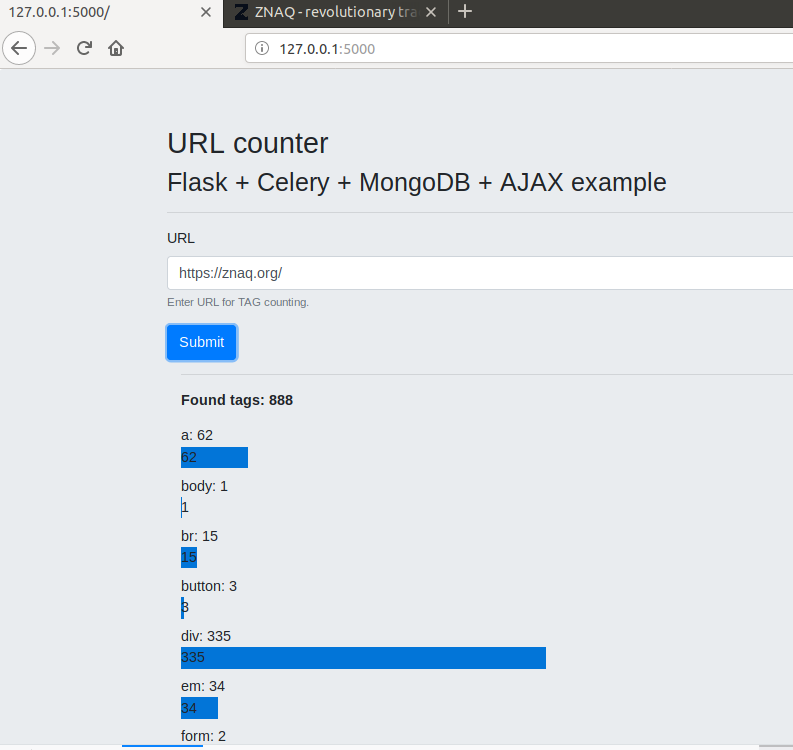 127.0.0.1:5000/
ZNAQ - revolutionary tra
127.0.0.1:5000
URL counter
Flask + Celery + MongoDB + AJAX example
URL
https://znaq.org/
Enter URL for TAG counting.
Submit
Found tags: 888
a: 62
62
body: 1
1
br: 15
15
button: 3
3
div: 335
335
em: 34
34
form: 2